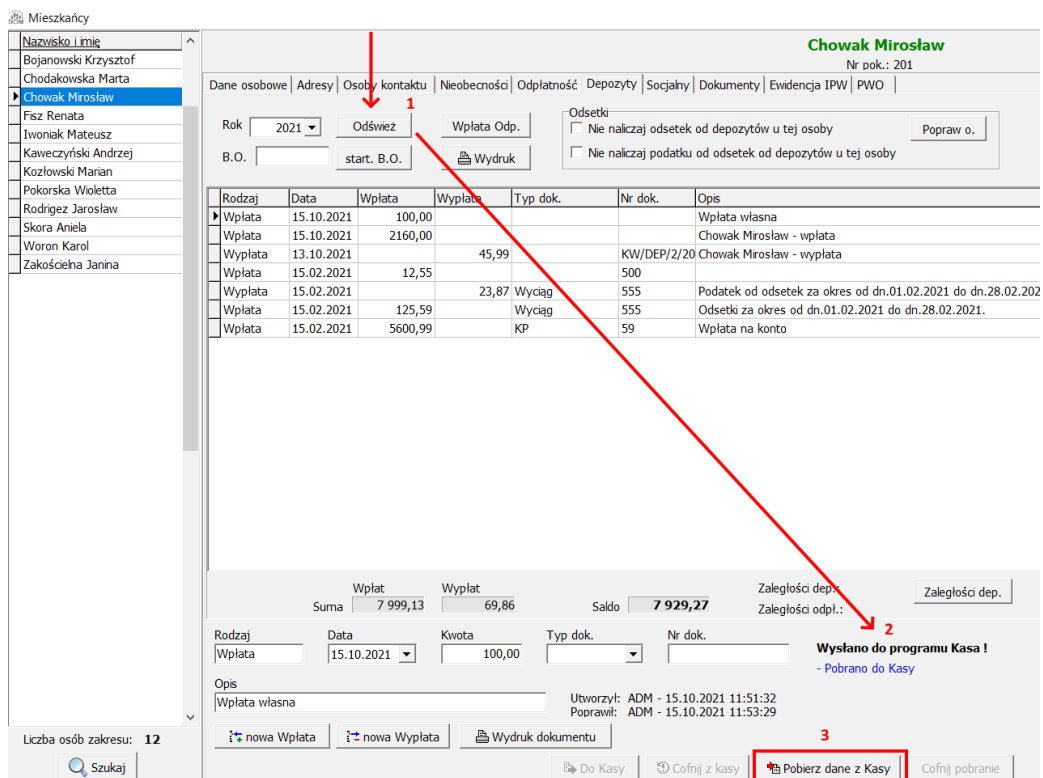 Mieszkańcy
Nazwisko i imię
Bojanowski Krzysztof
Chodakowska Marta
Chowak Mirosław
Fisz Renata
Iwoniak Mateusz
Kaweczyński Andrzej
Kozłowski Marian
Pokorska Wioletta
Rodrigez Jarosław
Skora Aniela
Woron Karol
Zakościelna Janina
Liczba osób zakresu: 12
Szukaj
Chowak Mirosław
Nr pok.: 201
Dane osobowe Adresy Osoby kontaktu Nieobecności Odpłatność Depozyty Socjalny Dokumenty Ewidencja IPW PWO
1
Rok 2021 Odśwież Wpłata Odp.
B.O. start. B.O. Wydruk
Odsetki
Nie naliczaj odsetek od depozytów u tej osoby
Nie naliczaj podatku od odsetek od depozytów u tej osoby
Popraw o.
Rodzaj Data Wpłata Wypłata Typ dok. Nr dok. Opis
Wpłata 15.10.2021 100,00 Wpłata własna
Wpłata 15.10.2021 2160,00 Chowak Mirosław - wpłata
Wypłata 13.10.2021 45,99 KW/DEP/2/20 Chowak Mirosław - wypłata
Wpłata 15.02.2021 12,55 500
Wypłata 15.02.2021 23,87 Wyciąg 555 Podatek od odsetek za okres od dn.01.02.2021 do dn.28.02.202
Wpłata 15.02.2021 125,59 Wyciąg 555 Odsetki za okres od dn.01.02.2021 do dn.28.02.2021.
Wpłata 15.02.2021 5600,99 KP 59 Wpłata na konto
Wpłat Wypłat
Suma 7 999,13 69,86 Saldo 7 929,27
Zaległości dep.:
Zaległości odpł.:
Zaległości dep.
Rodzaj Data Kwota Typ dok. Nr dok.
Wpłata 15.10.2021 100,00
2
Wysłano do programu Kasa !
- Pobrano do Kasy
Opis
Wpłata własna
Utworzył: ADM - 15.10.2021 11:51:32
Poprawił: ADM - 15.10.2021 11:53:29
nowa Wpłata nowa Wypłata Wydruk dokumentu
3
Do Kasy Cofnij z kasy Pobierz dane z Kasy Cofnij pobranie